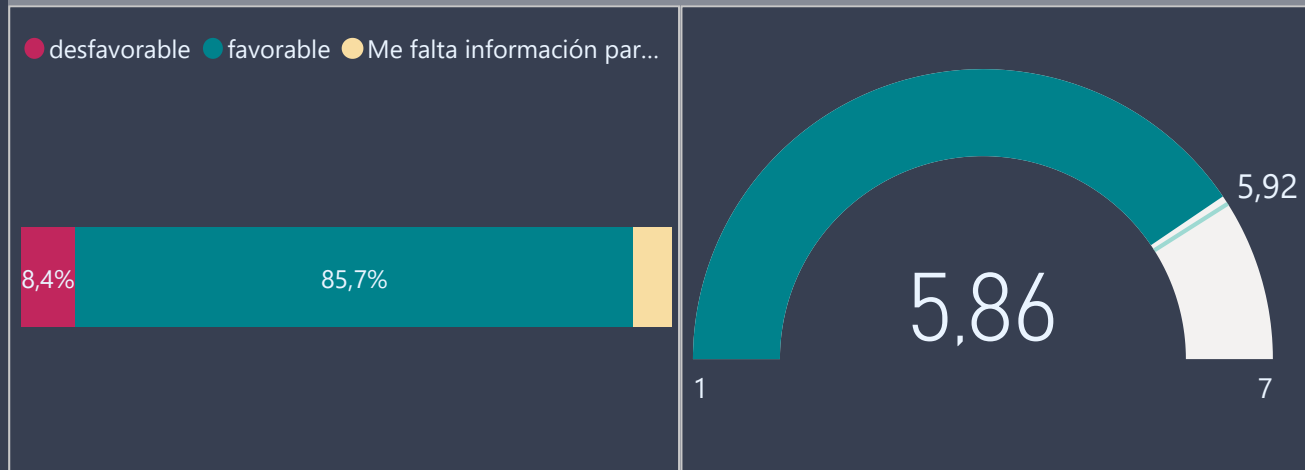 desfavorable favorable Me falta información par...
8,4% 85,7%
5,92
5,86
1 7